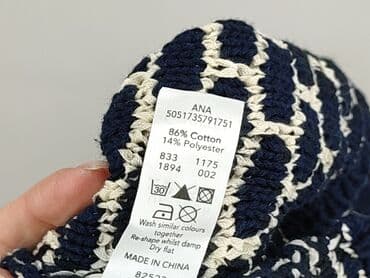 ANA
5051735791751
86% Cotton
14% Polyester
833 1175
1894 002
30
Wash similar colours
together
Re-shape whilst damp
Dry flat
MADE IN CHINA